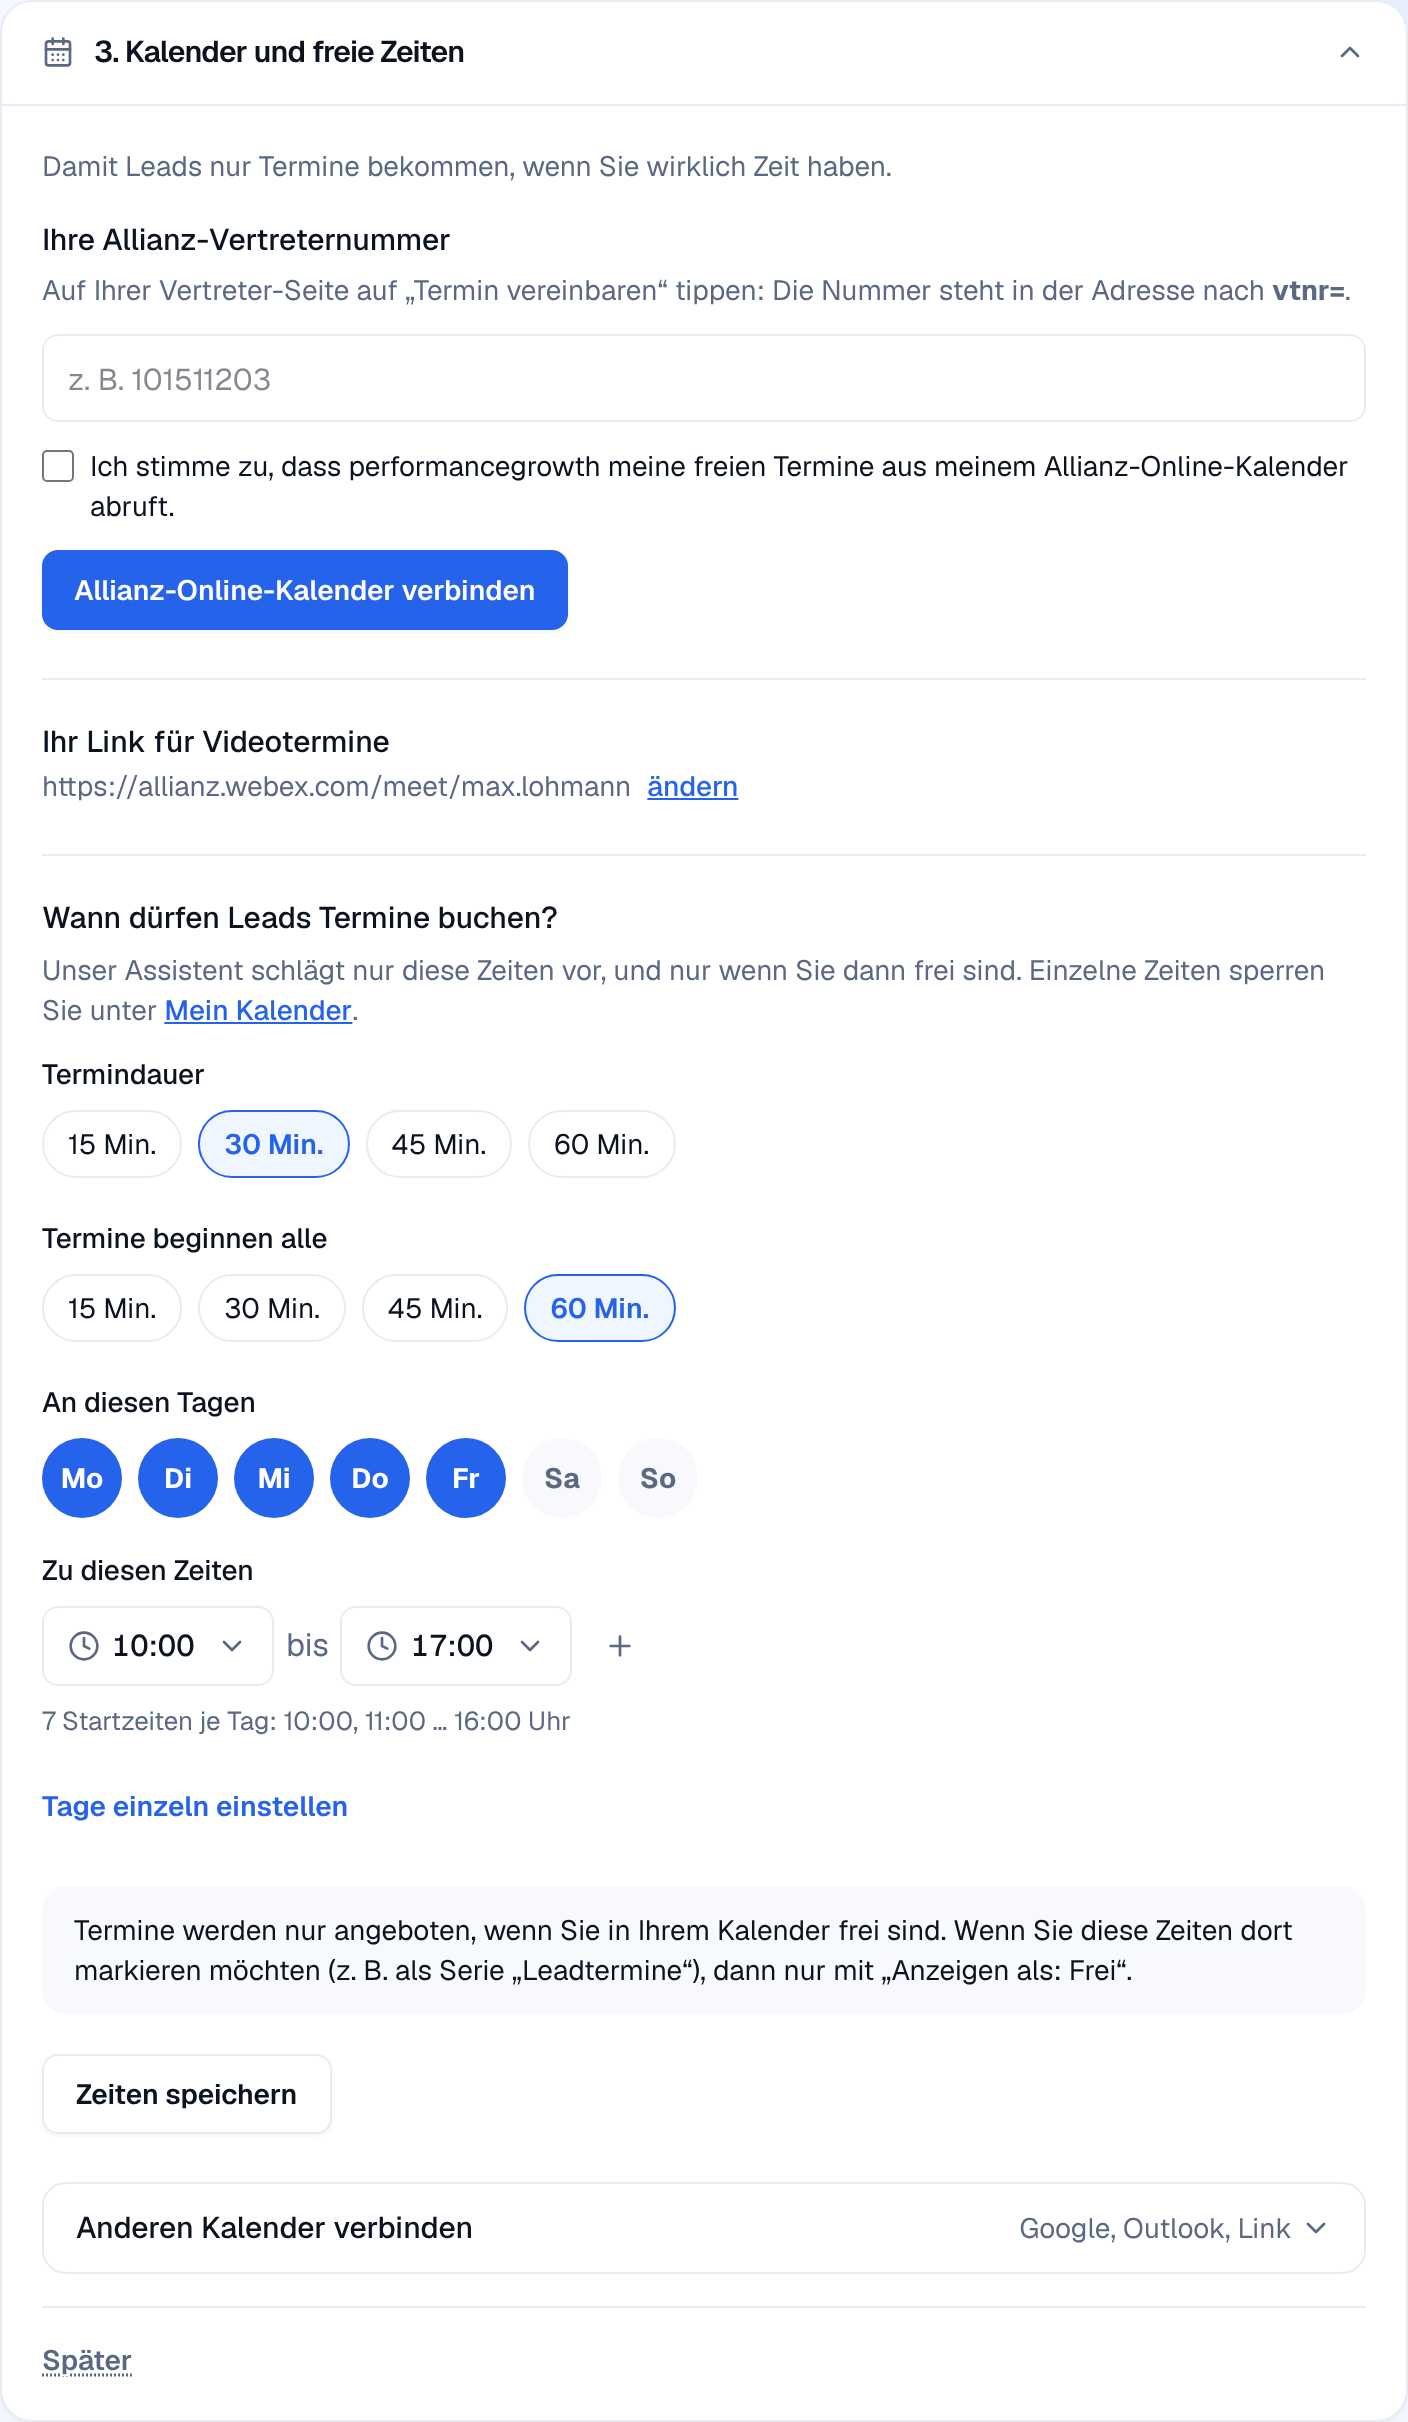 3. Kalender und freie Zeiten
Damit Leads nur Termine bekommen, wenn Sie wirklich Zeit haben.
Ihre Allianz-Vertreternummer
Auf Ihrer Vertreter-Seite auf „Termin vereinbaren“ tippen: Die Nummer steht in der Adresse nach vtnr=.
z. B. 101511203
Ich stimme zu, dass performancegrowth meine freien Termine aus meinem Allianz-Online-Kalender
abruft.
Allianz-Online-Kalender verbinden
Ihr Link für Videotermine
https://allianz.webex.com/meet/max.lohmann ändern
Wann dürfen Leads Termine buchen?
Unser Assistent schlägt nur diese Zeiten vor, und nur wenn Sie dann frei sind. Einzelne Zeiten sperren
Sie unter Mein Kalender.
Termindauer
15 Min. 30 Min. 45 Min. 60 Min.
Termine beginnen alle
15 Min. 30 Min. 45 Min. 60 Min.
An diesen Tagen
Mo Di Mi Do Fr Sa So
Zu diesen Zeiten
10:00 bis 17:00 +
7 Startzeiten je Tag: 10:00, 11:00 … 16:00 Uhr
Tage einzeln einstellen
Termine werden nur angeboten, wenn Sie in Ihrem Kalender frei sind. Wenn Sie diese Zeiten dort
markieren möchten (z. B. als Serie „Leadtermine“), dann nur mit „Anzeigen als: Frei“.
Zeiten speichern
Anderen Kalender verbinden Google, Outlook, Link
Später